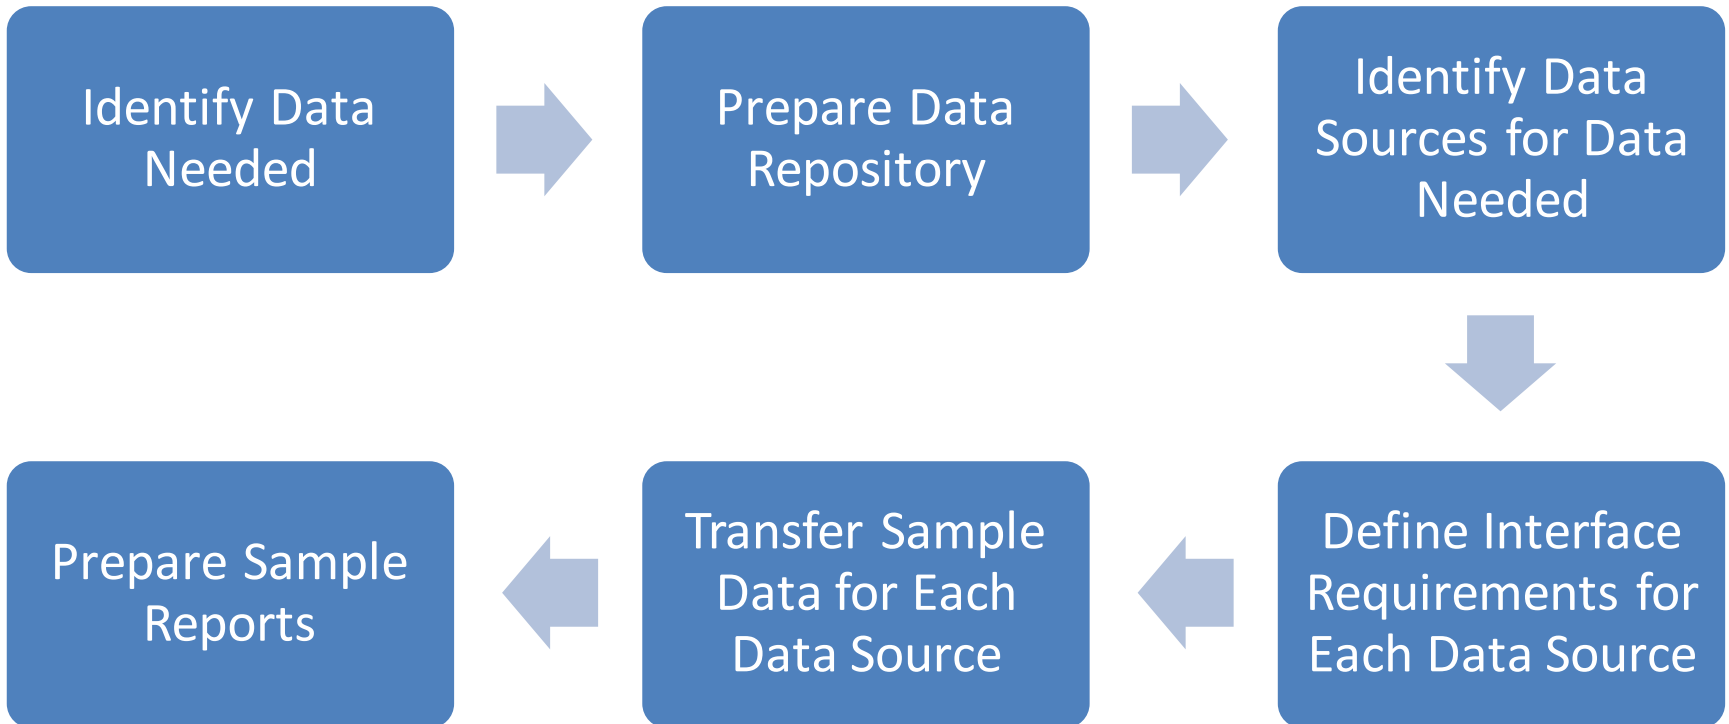 Identify Data
Needed
Prepare Data
Repository
Identify Data
Sources for Data
Needed
Define Interface
Requirements for
Each Data Source
Transfer Sample
Data for Each
Data Source
Prepare Sample
Reports